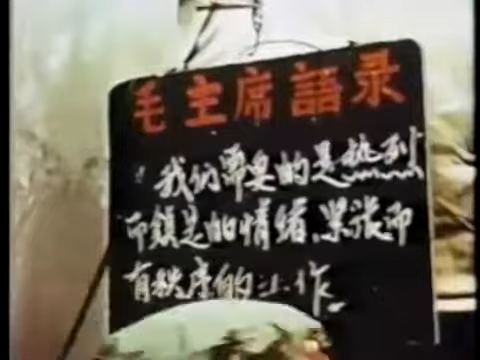 毛主席語录
我们需要的是热烈
而鎮定的情绪,紧张而
有秩序的工作。